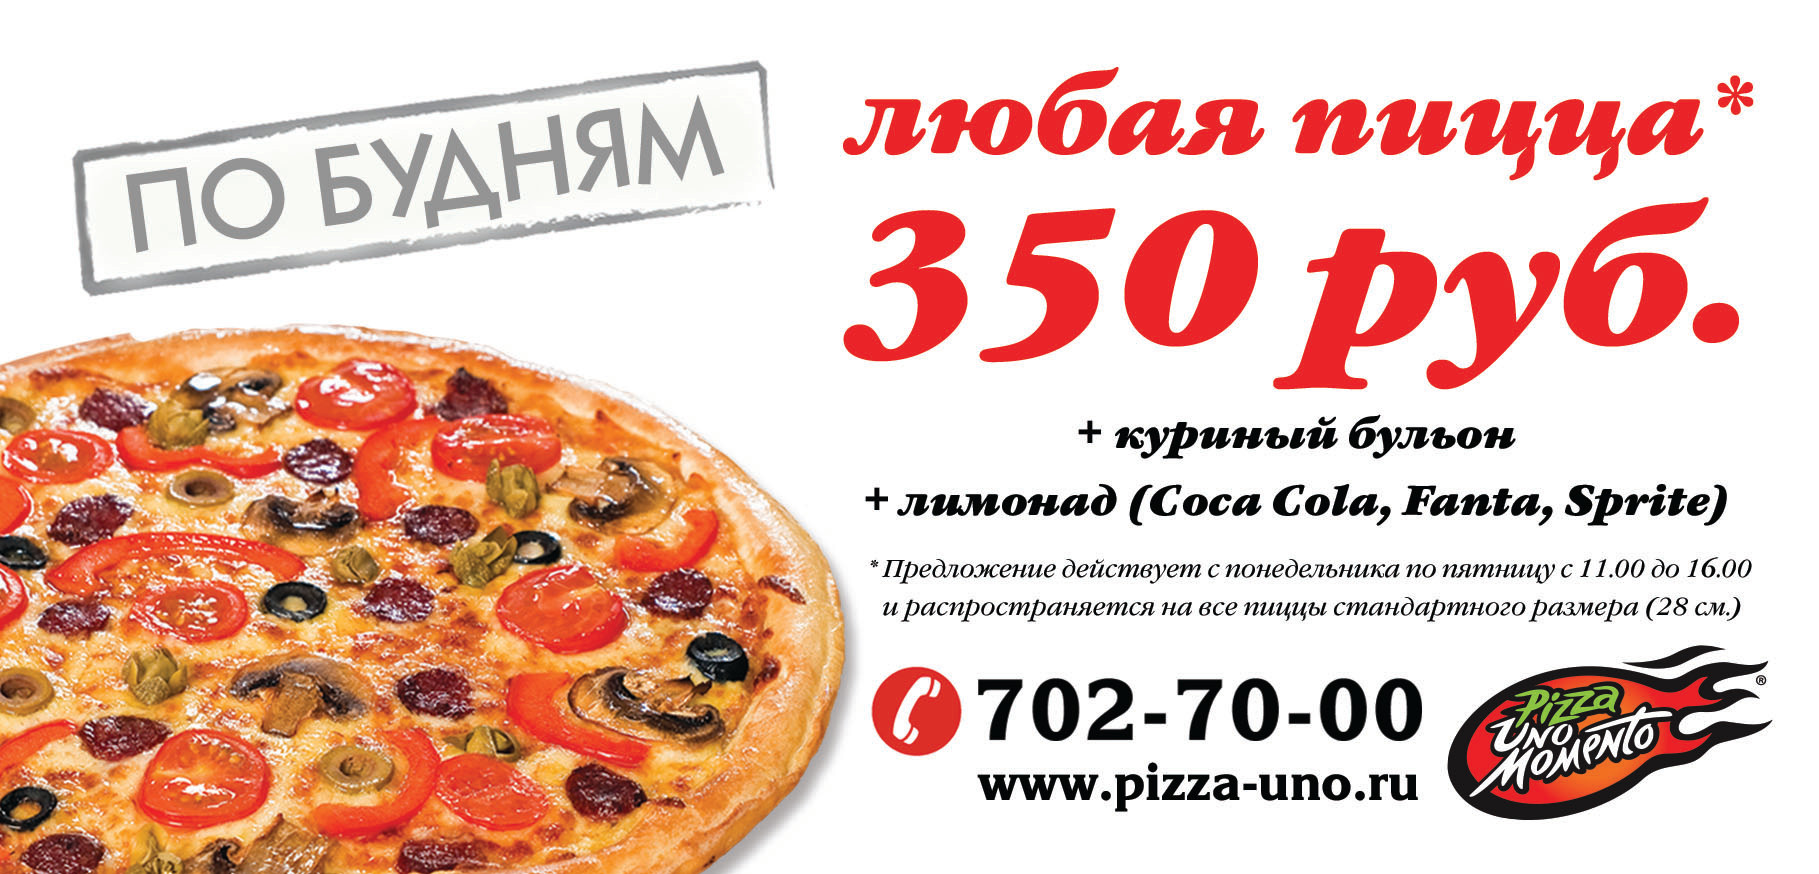 ПО БУДНЯМ
любая пицца*
350 руб.
+ куриный бульон
+ лимонад (Coca Cola, Fanta, Sprite)
* Предложение действует с понедельника по пятницу с 11.00 до 16.00
и распространяется на все пиццы стандартного размера (28 см.)
702-70-00
www.pizza-uno.ru
Pizza
UNO
MOMENTO
®